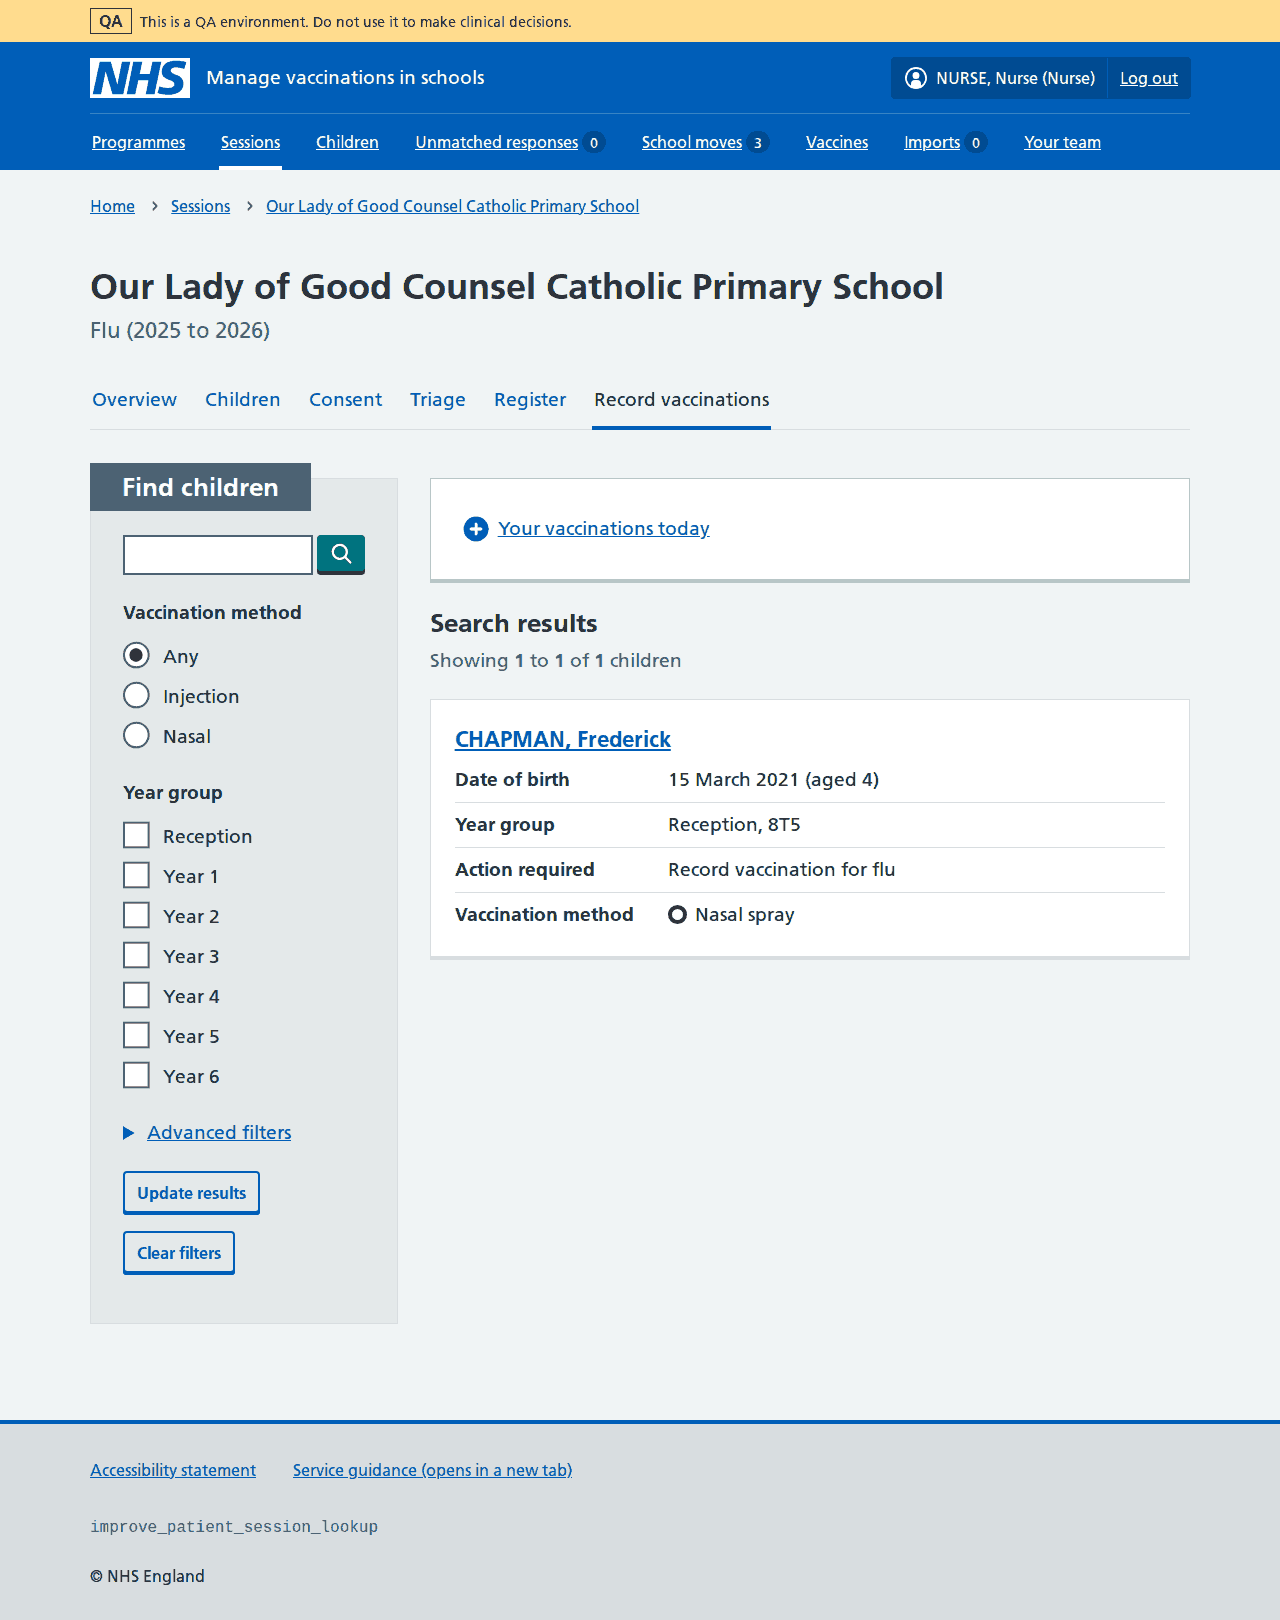 QA This is a QA environment. Do not use it to make clinical decisions.
NHS Manage vaccinations in schools NURSE, Nurse (Nurse) Log out
Programmes Sessions Children Unmatched responses 0 School moves 3 Vaccines Imports 0 Your team
Home Sessions Our Lady of Good Counsel Catholic Primary School
Our Lady of Good Counsel Catholic Primary School
Flu (2025 to 2026)
Overview Children Consent Triage Register Record vaccinations
Find children
Vaccination method
Any
Injection
Nasal
Year group
Reception
Year 1
Year 2
Year 3
Year 4
Year 5
Year 6
Advanced filters
Update results
Clear filters
Your vaccinations today
Search results
Showing 1 to 1 of 1 children
CHAPMAN, Frederick
Date of birth 15 March 2021 (aged 4)
Year group Reception, 8T5
Action required Record vaccination for flu
Vaccination method Nasal spray
Accessibility statement Service guidance (opens in a new tab)
improve_patient_session_lookup
© NHS England